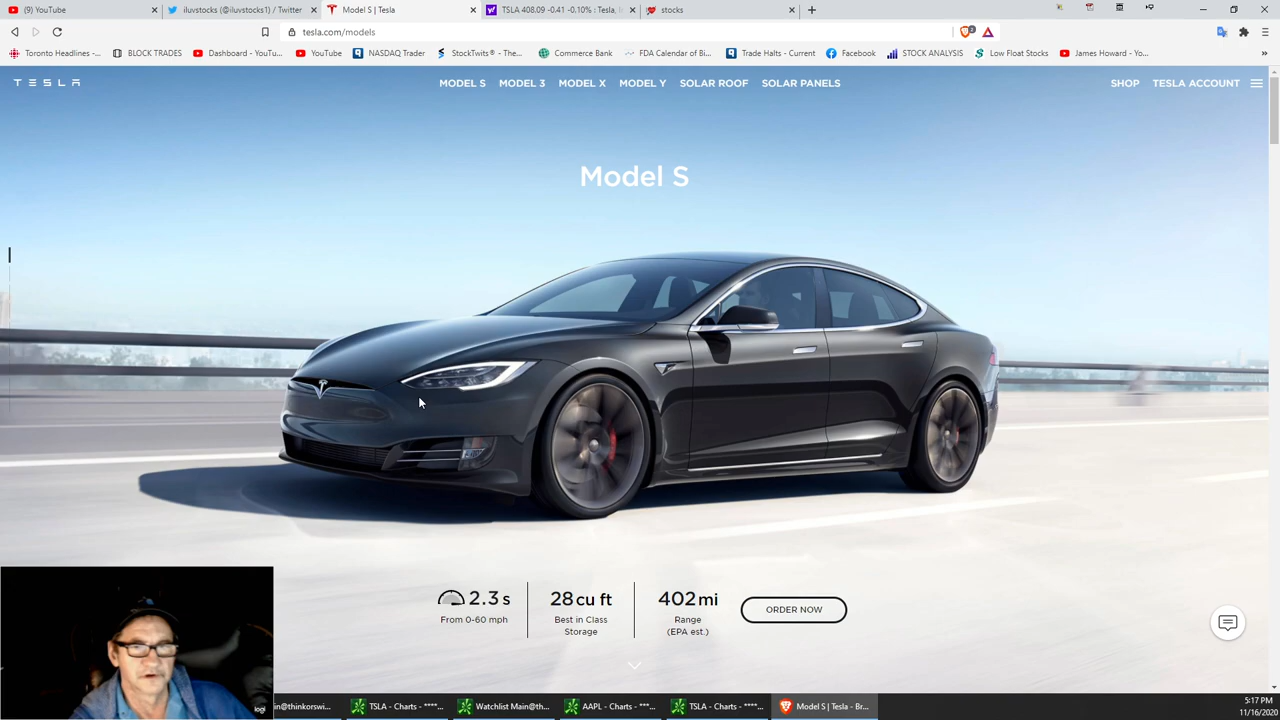 (9) YouTube
iluvstocks (@iluvstocks1) / Twitter
Model S | Tesla
TSLA 408.09 -0.41 -0.10% : Tesla, I
stocks
tesla.com/models
Toronto Headlines -...
BLOCK TRADES
Dashboard - YouTu...
YouTube
NASDAQ Trader
StockTwits® - The...
Commerce Bank
FDA Calendar of Bi...
Trade Halts - Current
Facebook
STOCK ANALYSIS
Low Float Stocks
James Howard - Yo...
TESLA
MODEL S
MODEL 3
MODEL X
MODEL Y
SOLAR ROOF
SOLAR PANELS
SHOP
TESLA ACCOUNT
Model S
2.3 s
From 0-60 mph
28 cu ft
Best in Class
Storage
402 mi
Range
(EPA est.)
ORDER NOW
logi
in@thinkorswi...
TSLA - Charts - ****...
Watchlist Main@th...
AAPL - Charts - ***...
TSLA - Charts - ****...
Model S | Tesla - Br...
5:17 PM
11/16/2020